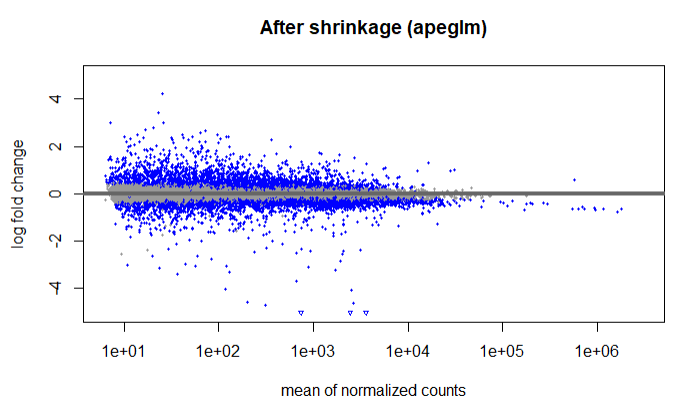 After shrinkage (apeglm)
log fold change
4
2
0
-2
-4
1e+01 1e+02 1e+03 1e+04 1e+05 1e+06
mean of normalized counts